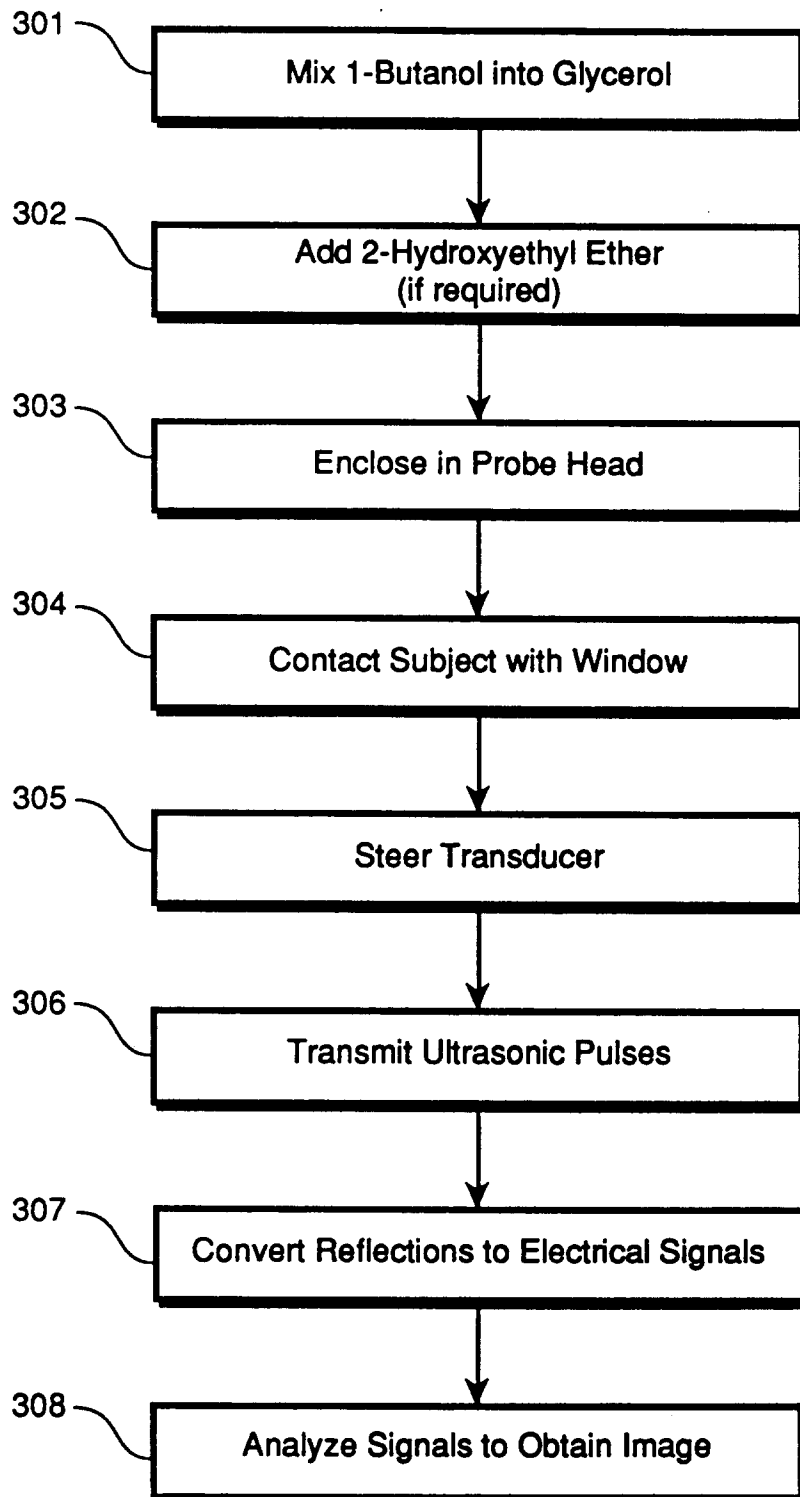 301
Mix 1-Butanol into Glycerol
302
Add 2-Hydroxyethyl Ether
(if required)
303
Enclose in Probe Head
304
Contact Subject with Window
305
Steer Transducer
306
Transmit Ultrasonic Pulses
307
Convert Reflections to Electrical Signals
308
Analyze Signals to Obtain Image